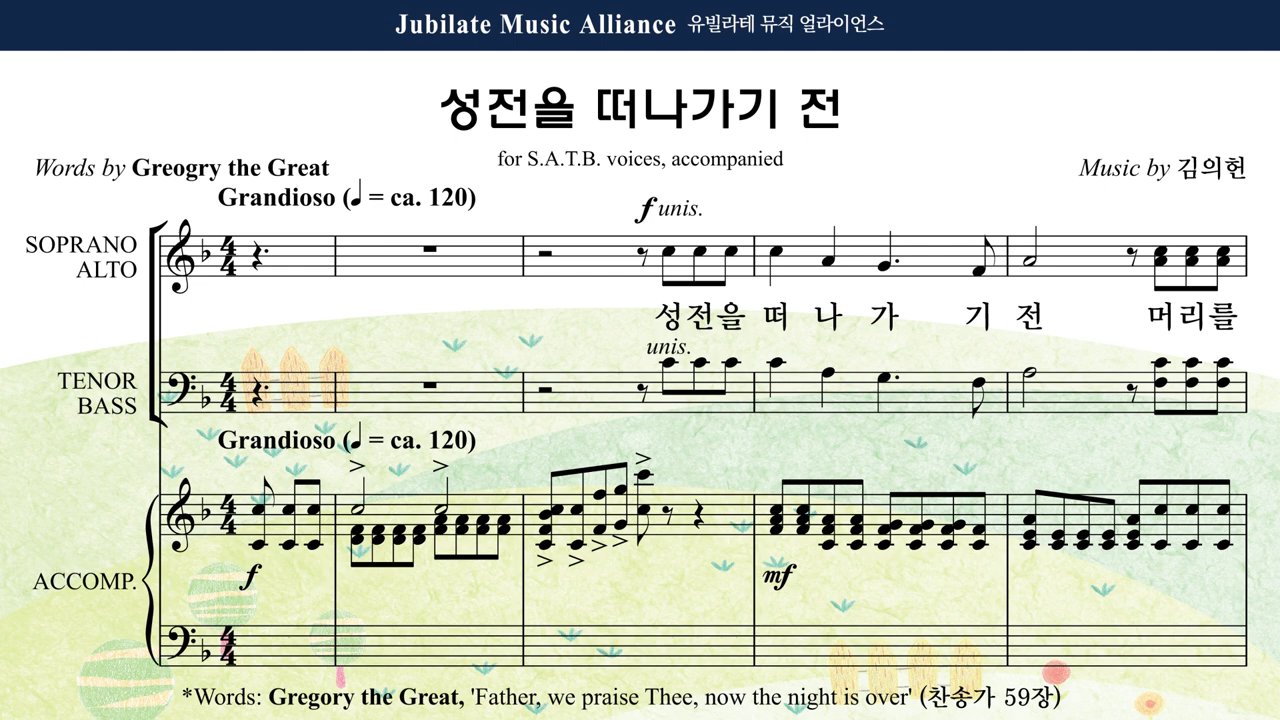 Jubilate Music Alliance 유빌라테 뮤직 얼라이언스
성전을 떠나가기 전
for S.A.T.B. voices, accompanied
Words by Greogry the Great
Music by 김의헌
Grandioso (♩ = ca. 120)
f unis.
SOPRANO
ALTO
성전을 떠 나 가 기 전 머리를
unis.
TENOR
BASS
Grandioso (♩ = ca. 120)
f
mf
ACCOMP.
*Words: Gregory the Great, 'Father, we praise Thee, now the night is over' (찬송가 59장)